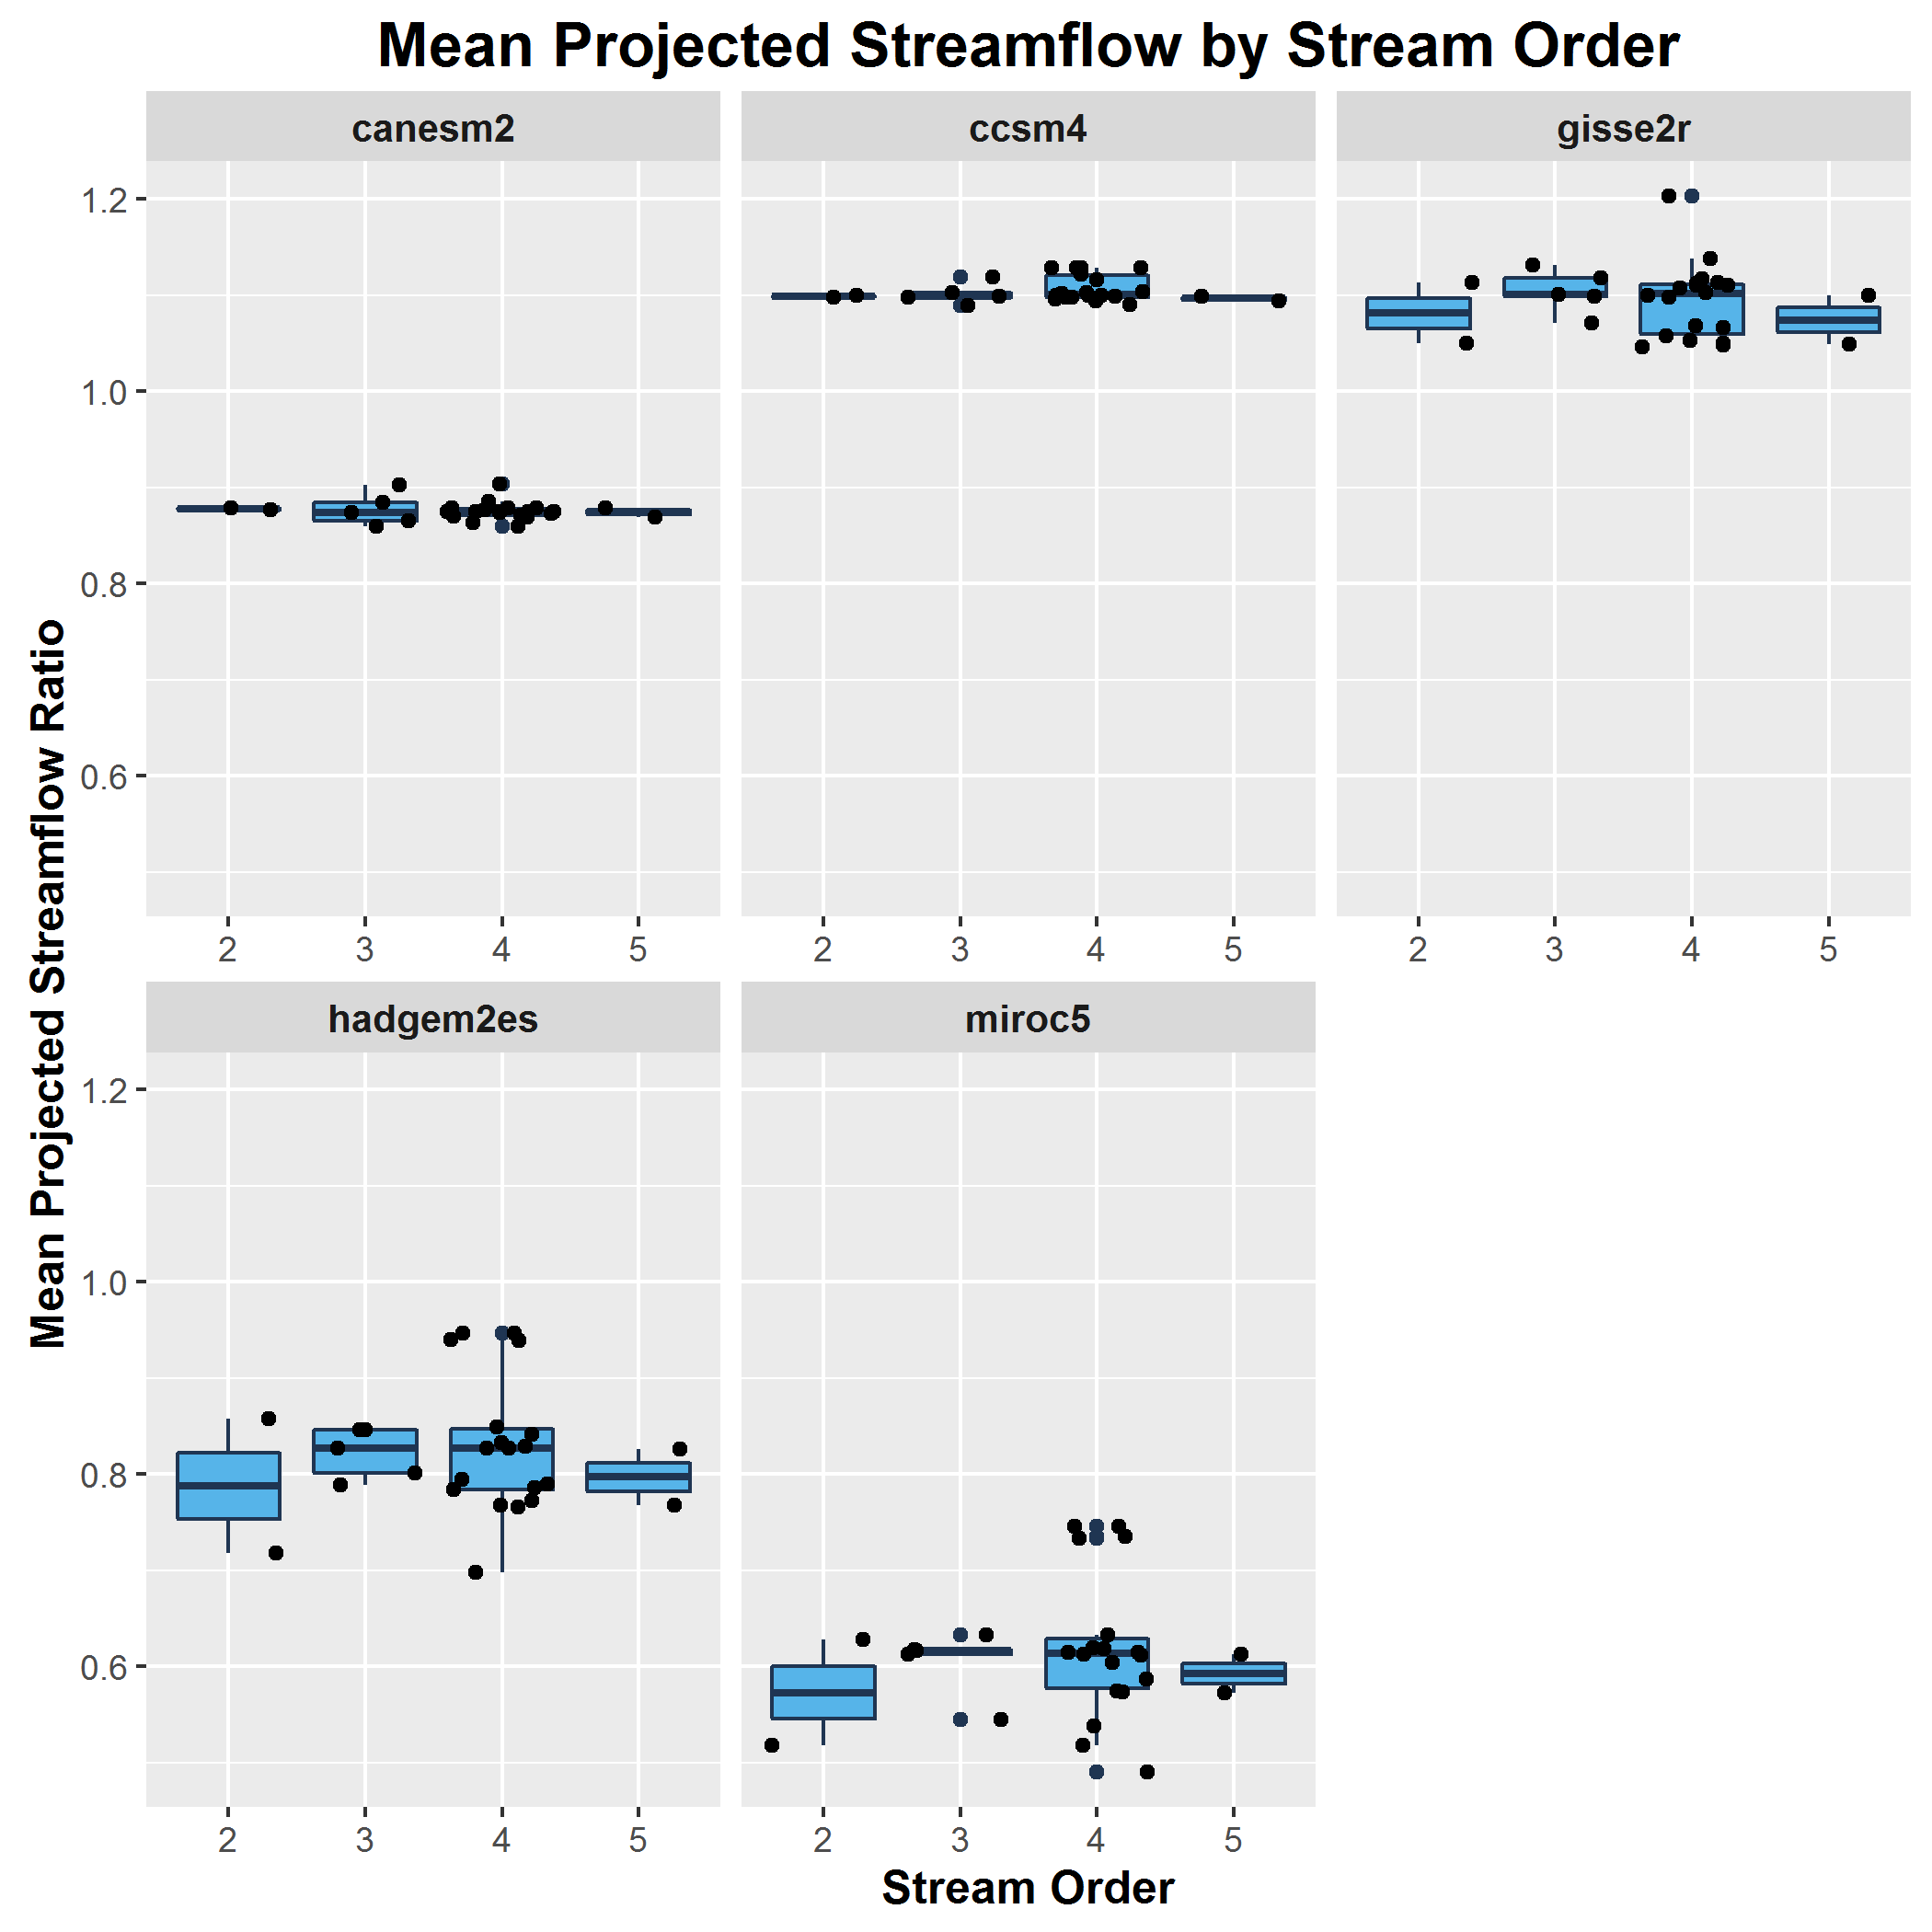 Mean Projected Streamflow by Stream Order
canesm2 ccsm4 gisse2r
1.2
1.0
0.8
0.6
2 3 4 5 2 3 4 5 2 3 4 5
Mean Projected Streamflow Ratio
hadgem2es miroc5
1.2
1.0
0.8
0.6
2 3 4 5 2 3 4 5
Stream Order